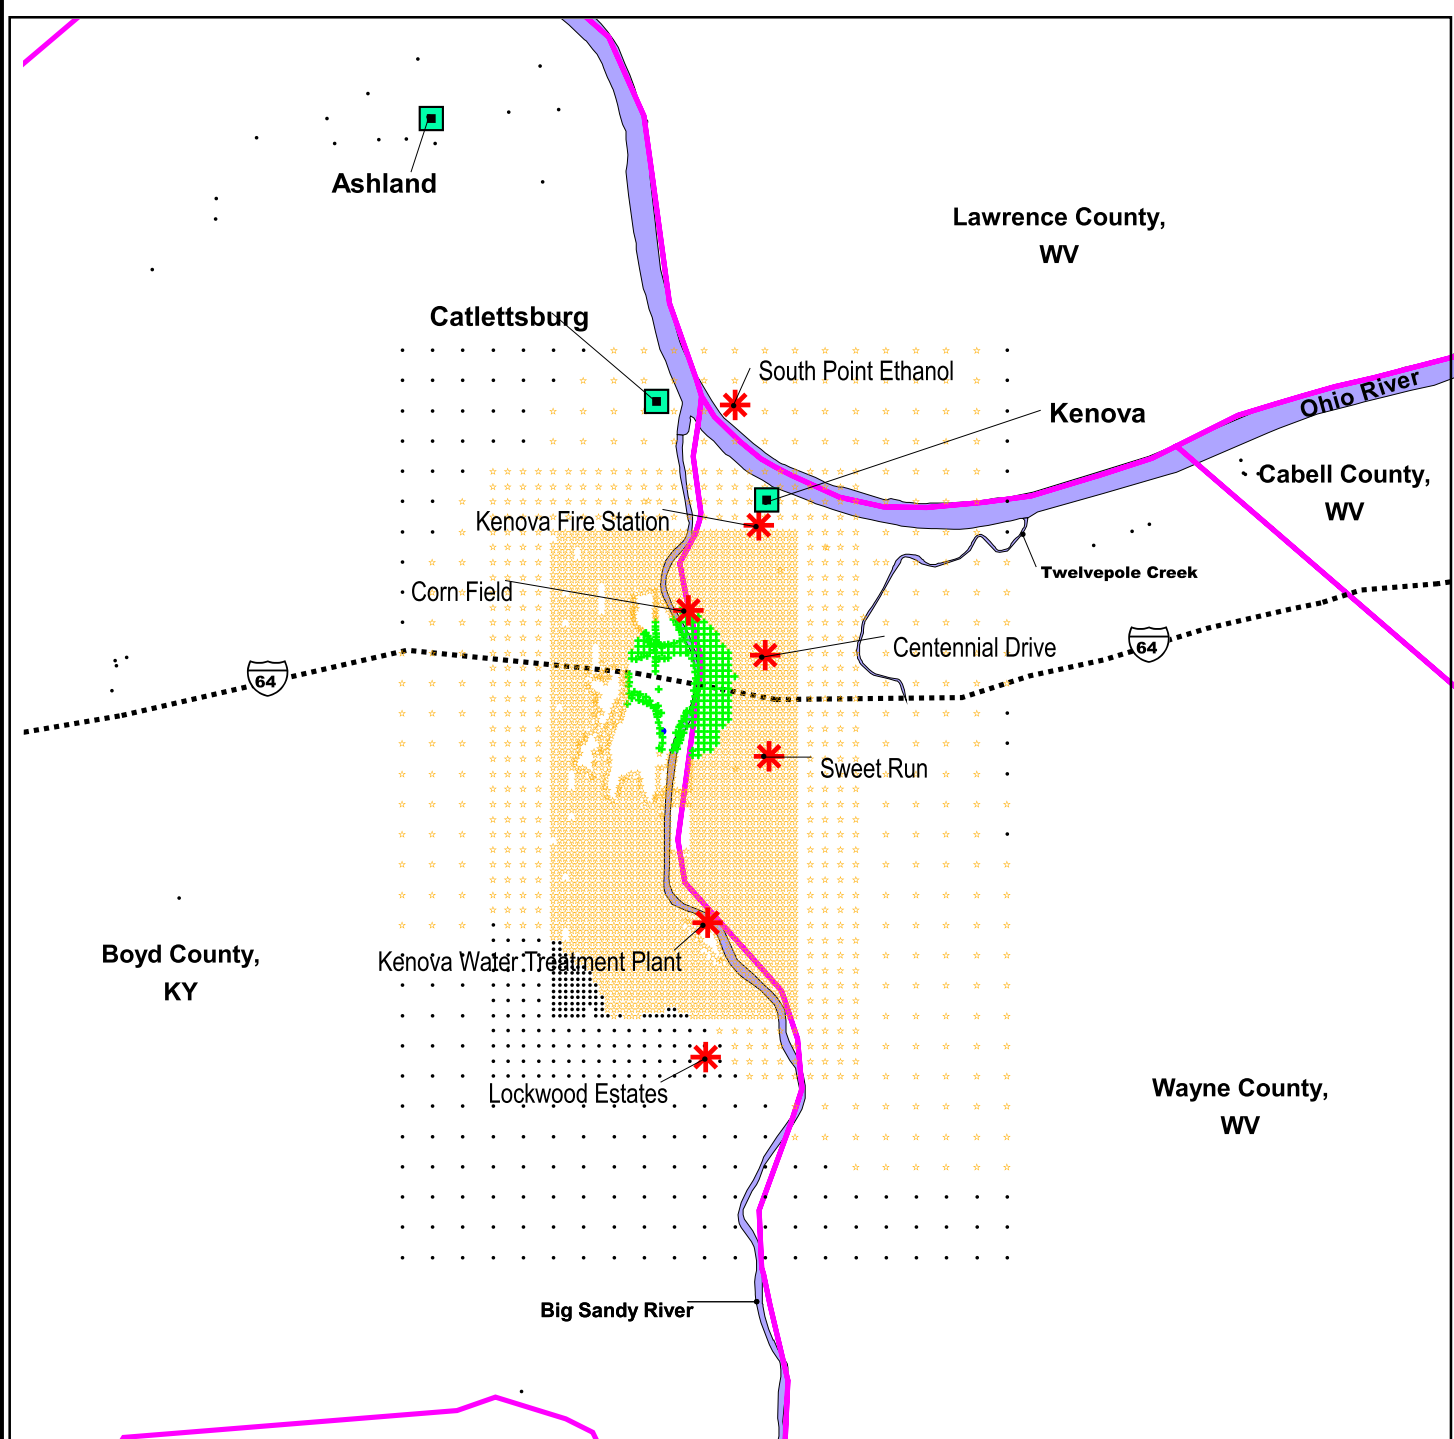 Ashland
Lawrence County,
WV
Catlettsburg
South Point Ethanol
Kenova
Ohio River
Cabell County,
WV
Kenova Fire Station
Twelvepole Creek
Corn Field
Centennial Drive
64
64
Sweet Run
Boyd County,
KY
Kenova Water Treatment Plant
Lockwood Estates
Wayne County,
WV
Big Sandy River